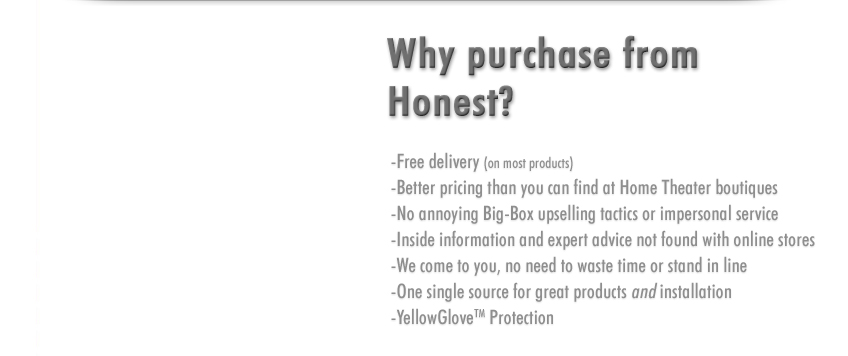 Why purchase from
Honest?
-Free delivery (on most products)
-Better pricing than you can find at Home Theater boutiques
-No annoying Big-Box upselling tactics or impersonal service
-Inside information and expert advice not found with online stores
-We come to you, no need to waste time or stand in line
-One single source for great products and installation
-YellowGlove™ Protection